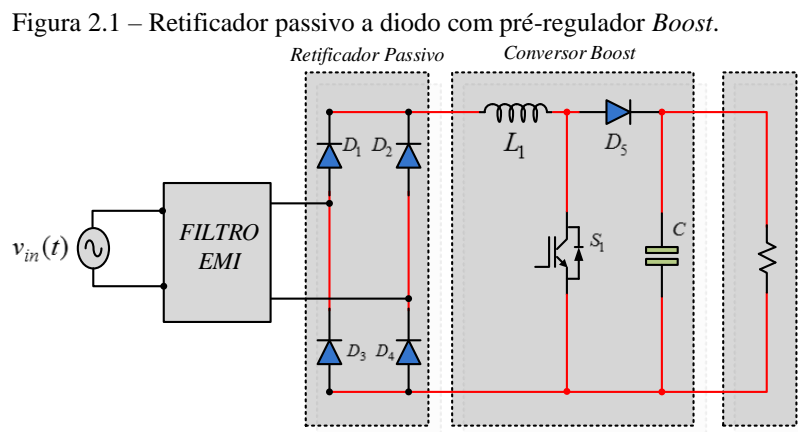 Figura 2.1 – Retificador passivo a diodo com pré-regulador Boost.
Retificador Passivo
Conversor Boost
D1
D2
L1
D5
v_in(t)
FILTRO
EMI
S1
C
D3
D4